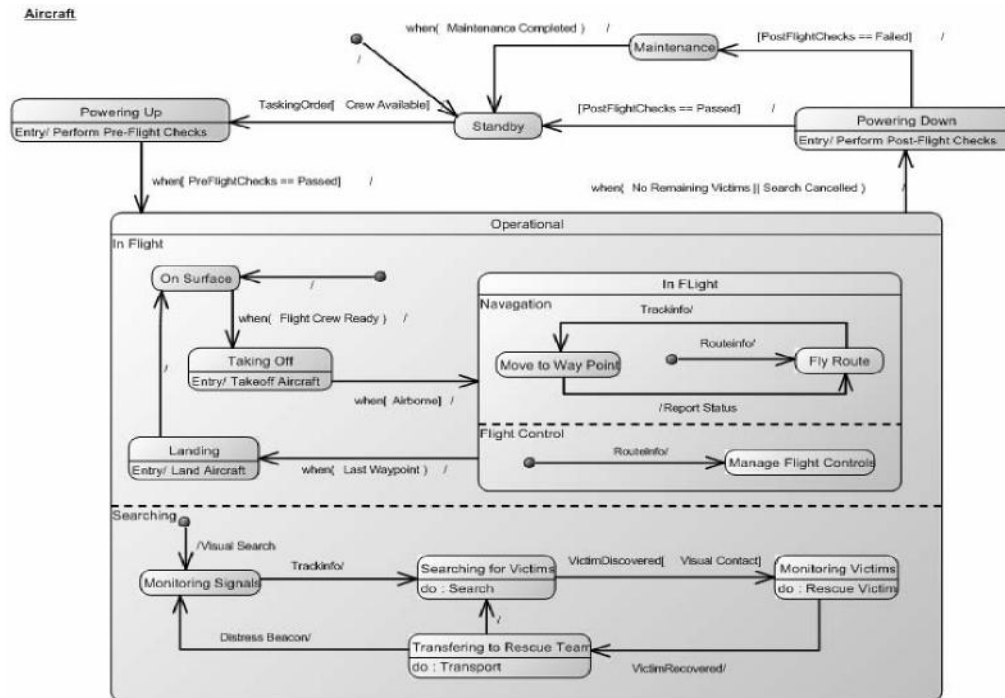 Aircraft
when( Maintenance Completed ) /
Maintenance
[PostFlightChecks == Failed] /
/
Powering Up
Entry/ Perform Pre-Flight Checks
TaskingOrder[ Crew Available]
Standby
[PostFlightChecks == Passed] /
Powering Down
Entry/ Perform Post-Flight Checks
when[ PreFlightChecks == Passed] /
when( No Remaining Victims || Search Cancelled ) /
Operational
In Flight
On Surface
/
when( Flight Crew Ready ) /
Taking Off
Entry/ Takeoff Aircraft
when[ Airborne] /
/
Landing
Entry/ Land Aircraft
when( Last Waypoint ) /
In FLight
Navagation
Trackinfo/
Move to Way Point
Routeinfo/
Fly Route
/Report Status
Flight Control
RouteInfo/
Manage Flight Controls
Searching
/Visual Search
Monitoring Signals
Trackinfo/
Searching for Victims
do : Search
VictimDiscovered[ Visual Contact]
Monitoring Victims
do : Rescue Victim
/
Distress Beacon/
Transfering to Rescue Team
do : Transport
VictimRecovered/